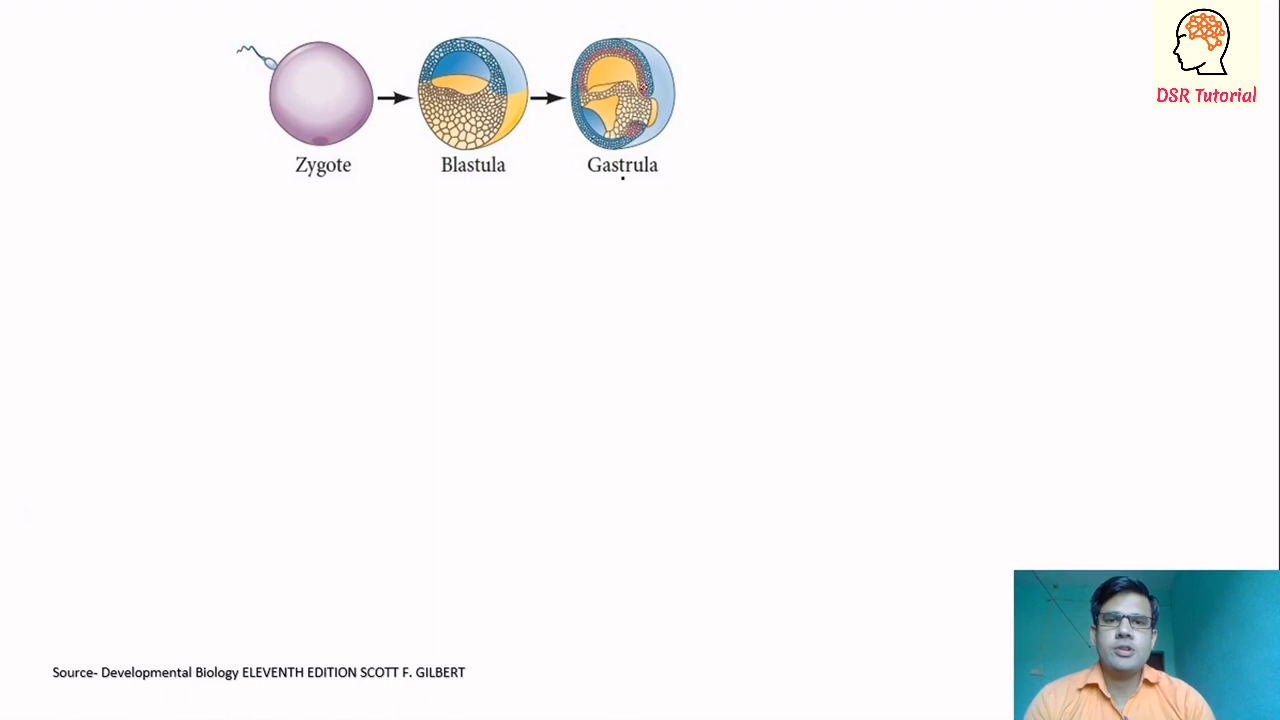 DSR Tutorial
Zygote
Blastula
Gastrula
Source- Developmental Biology ELEVENTH EDITION SCOTT F. GILBERT